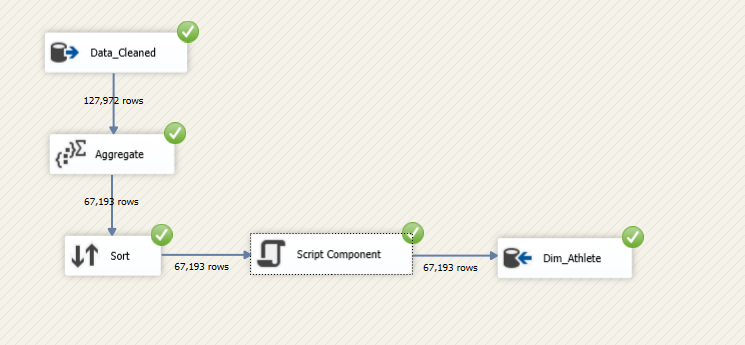 Data_Cleaned
127,972 rows
Aggregate
67,193 rows
Sort
67,193 rows
Script Component
67,193 rows
Dim_Athlete